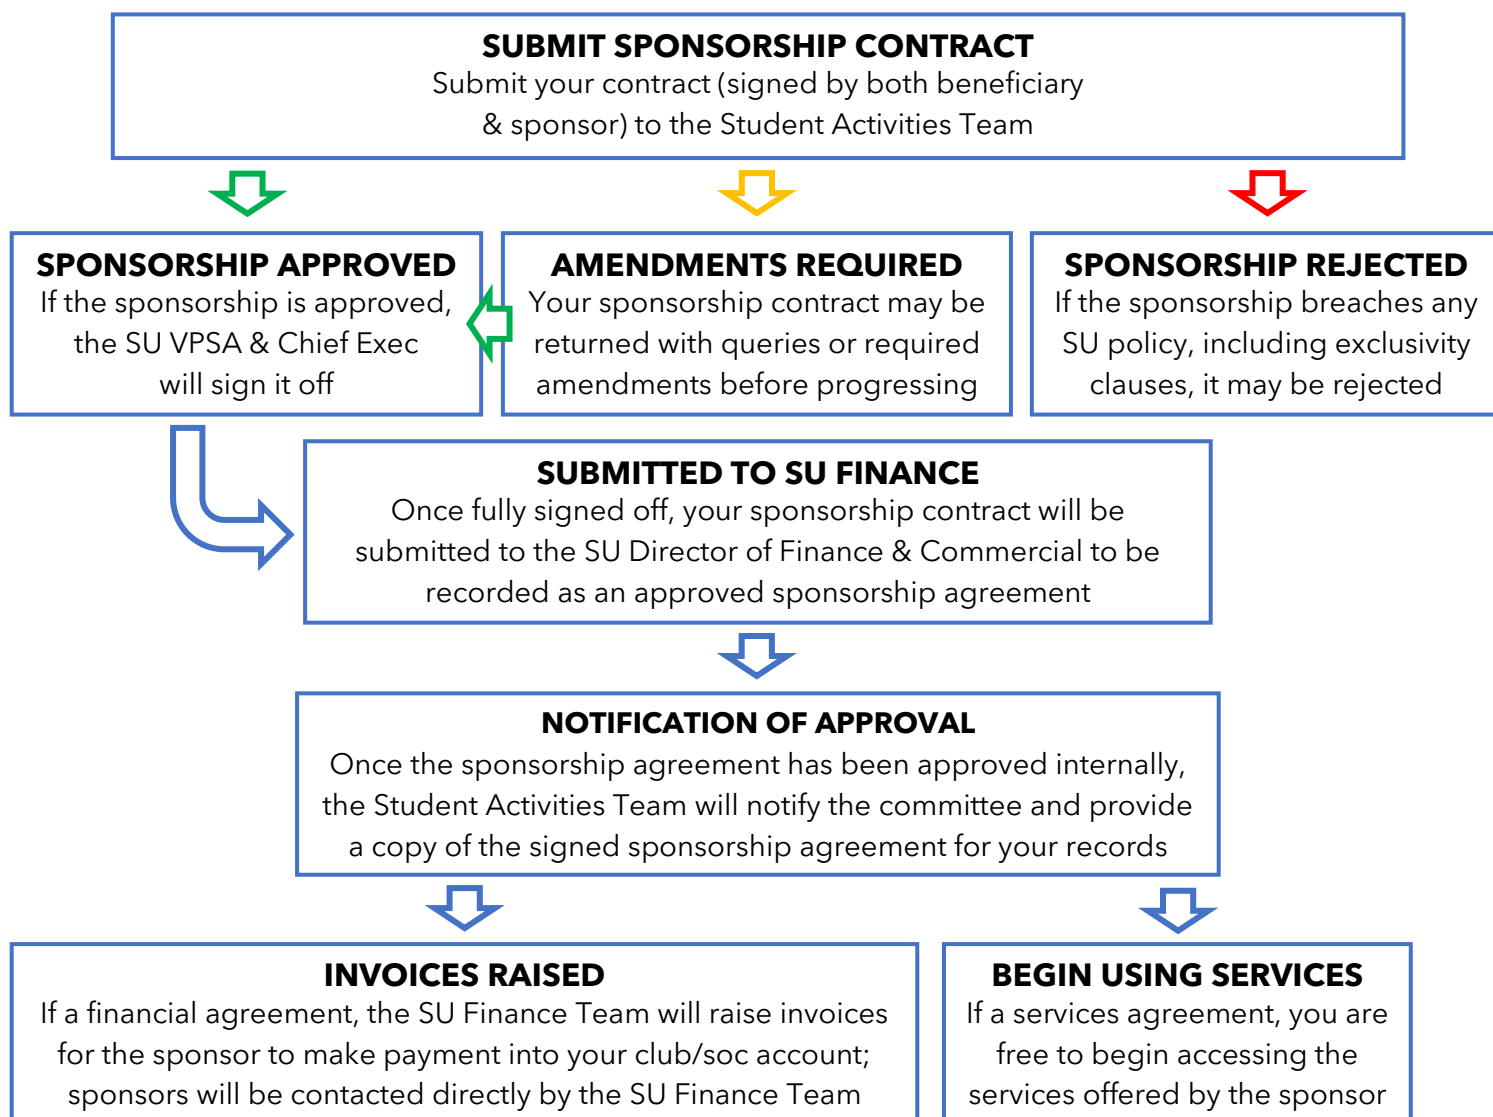 SUBMIT SPONSORSHIP CONTRACT
Submit your contract (signed by both beneficiary
& sponsor) to the Student Activities Team
SPONSORSHIP APPROVED
If the sponsorship is approved,
the SU VPSA & Chief Exec
will sign it off
AMENDMENTS REQUIRED
Your sponsorship contract may be
returned with queries or required
amendments before progressing
SPONSORSHIP REJECTED
If the sponsorship breaches any
SU policy, including exclusivity
clauses, it may be rejected
SUBMITTED TO SU FINANCE
Once fully signed off, your sponsorship contract will be
submitted to the SU Director of Finance & Commercial to be
recorded as an approved sponsorship agreement
NOTIFICATION OF APPROVAL
Once the sponsorship agreement has been approved internally,
the Student Activities Team will notify the committee and provide
a copy of the signed sponsorship agreement for your records
INVOICES RAISED
If a financial agreement, the SU Finance Team will raise invoices
for the sponsor to make payment into your club/soc account;
sponsors will be contacted directly by the SU Finance Team
BEGIN USING SERVICES
If a services agreement, you are
free to begin accessing the
services offered by the sponsor